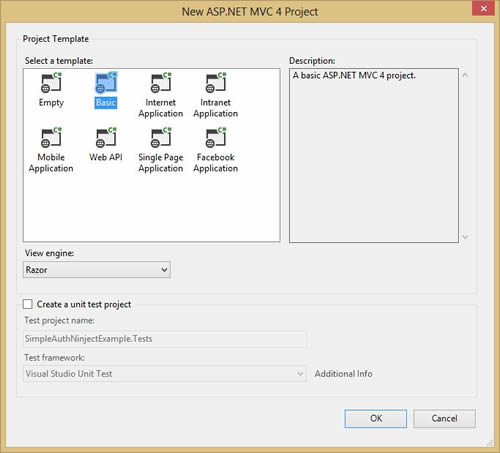 New ASP.NET MVC 4 Project
Project Template
Select a template:
Description:
Empty
Basic
Internet Application
Intranet Application
Mobile Application
Web API
Single Page Application
Facebook Application
A basic ASP.NET MVC 4 project.
View engine:
Razor
Create a unit test project
Test project name:
SimpleAuthNinjectExample.Tests
Test framework:
Visual Studio Unit Test
Additional Info
OK
Cancel